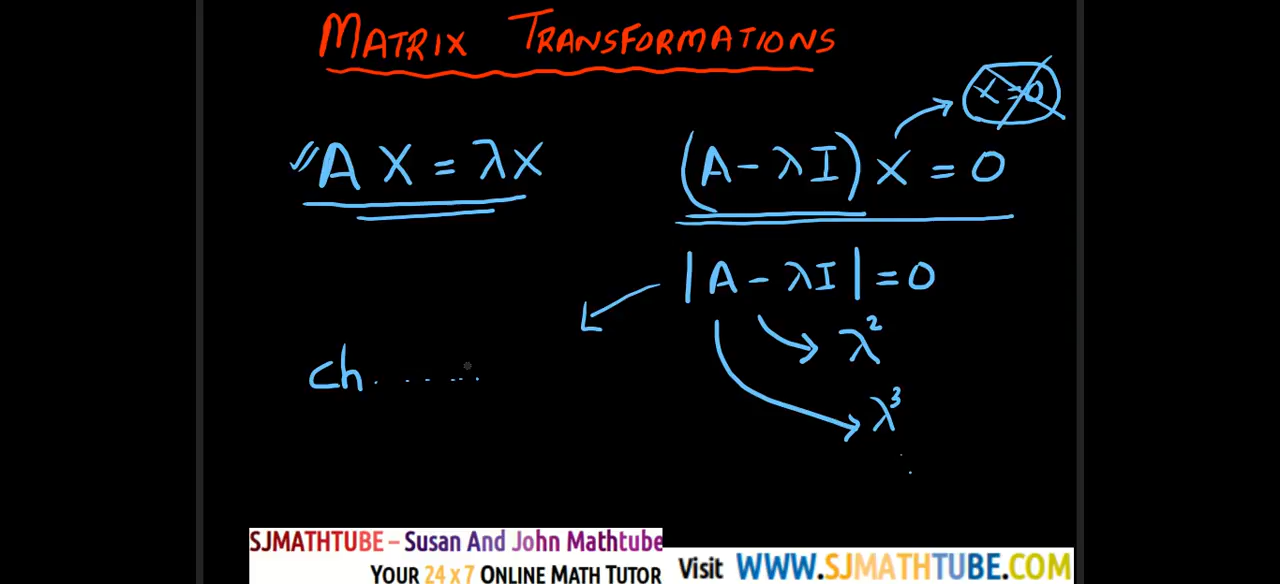 MATRIX TRANSFORMATIONS
X=0
AX=λX
(A-λI)X=0
|A-λI|=0
λ²
Ch.......
λ³
SJMATHTUBE – Susan And John Mathtube
YOUR 24 x 7 ONLINE MATH TUTOR
Visit WWW.SJMATHTUBE.COM